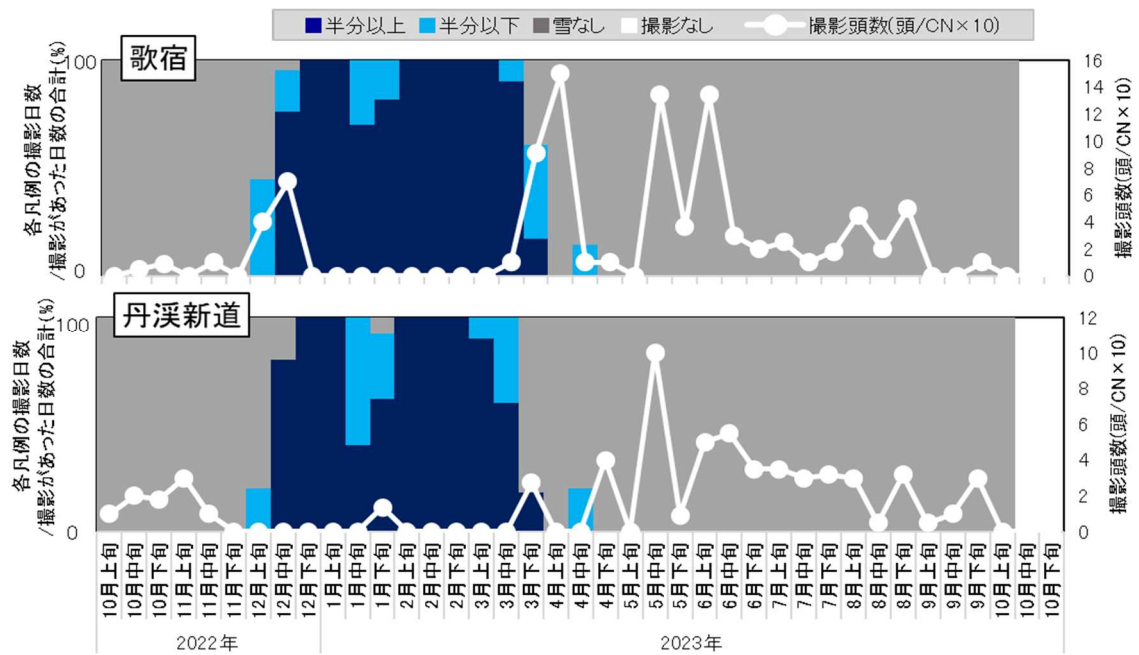 半分以上
半分以下
雪なし
撮影なし
撮影頭数(頭/CN×10)
歌宿
各凡例の撮影日数
/撮影があった日数の合計(%)
100
0
16
14
12
10
8
6
4
2
0
撮影頭数(頭/CN×10)
丹渓新道
各凡例の撮影日数
/撮影があった日数の合計(%)
100
0
12
10
8
6
4
2
0
撮影頭数(頭/CN×10)
10月上旬
10月中旬
10月下旬
11月上旬
11月中旬
11月下旬
12月上旬
12月中旬
12月下旬
1月上旬
1月中旬
1月下旬
2月上旬
2月中旬
2月下旬
3月上旬
3月中旬
3月下旬
4月上旬
4月中旬
4月下旬
5月上旬
5月中旬
5月下旬
6月上旬
6月中旬
6月下旬
7月上旬
7月中旬
7月下旬
8月上旬
8月中旬
8月下旬
9月上旬
9月中旬
9月下旬
10月上旬
10月中旬
10月下旬
2022年
2023年